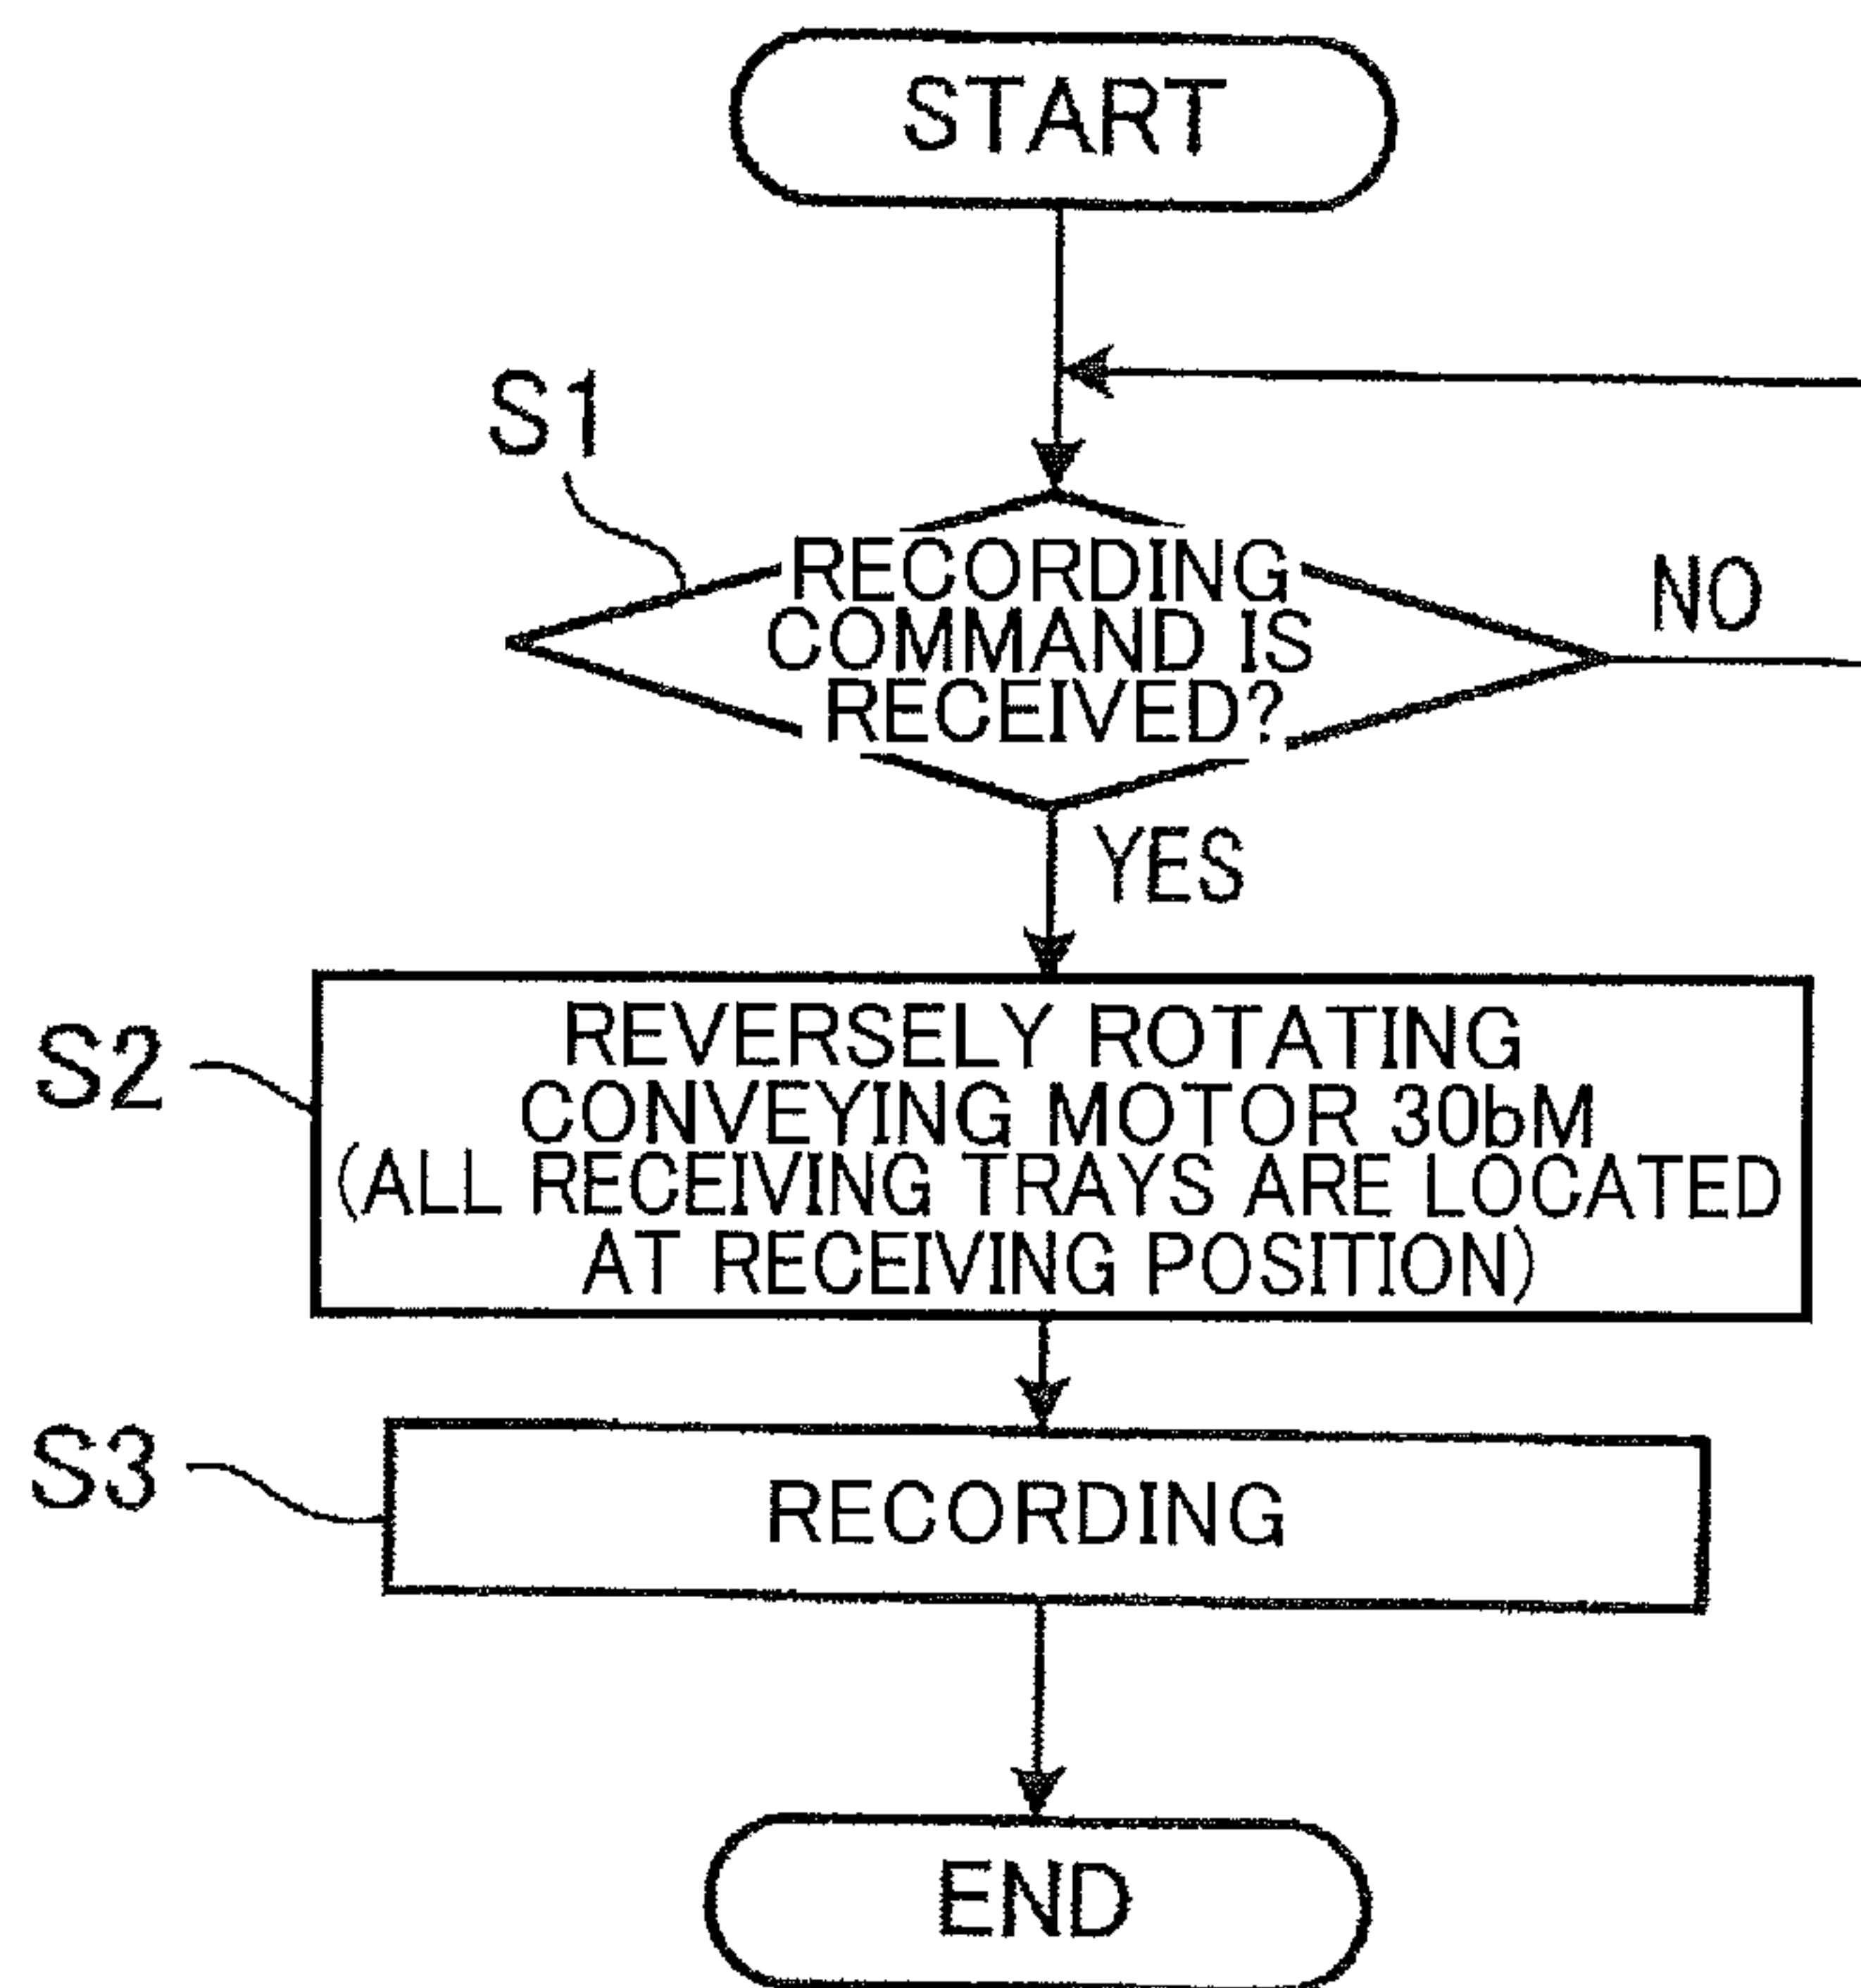 START
S1
RECORDING
COMMAND IS
RECEIVED?
NO
YES
S2
REVERSELY ROTATING
CONVEYING MOTOR 30bM
(ALL RECEIVING TRAYS ARE LOCATED
AT RECEIVING POSITION)
S3
RECORDING
END